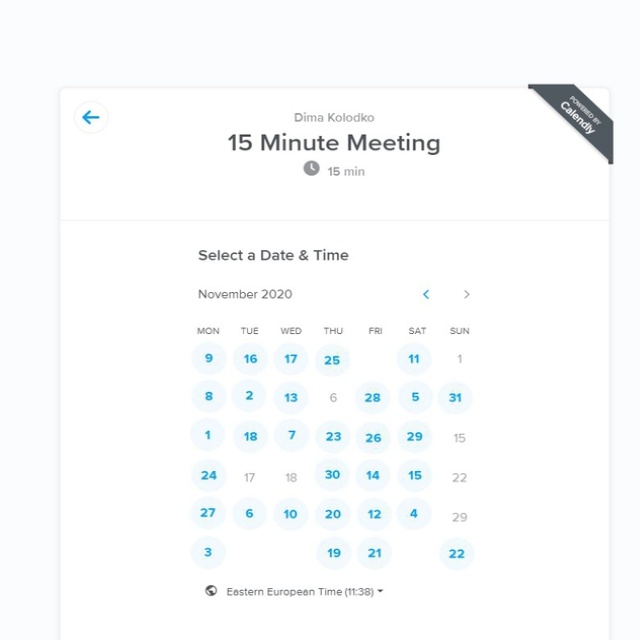 Dima Kolodko
15 Minute Meeting
15 min
POWERED BY
Calendly
Select a Date & Time
November 2020
MON TUE WED THU FRI SAT SUN
9 16 17 25 11 1
8 2 13 6 28 5 31
1 18 7 23 26 29 15
24 17 18 30 14 15 22
27 6 10 20 12 4 29
3 19 21 22
Eastern European Time (11:38)